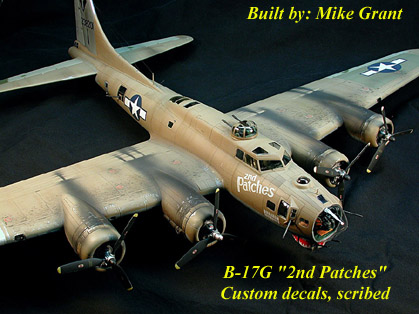 Built by: Mike Grant
2nd
Patches
B-17G "2nd Patches"
Custom decals, scribed